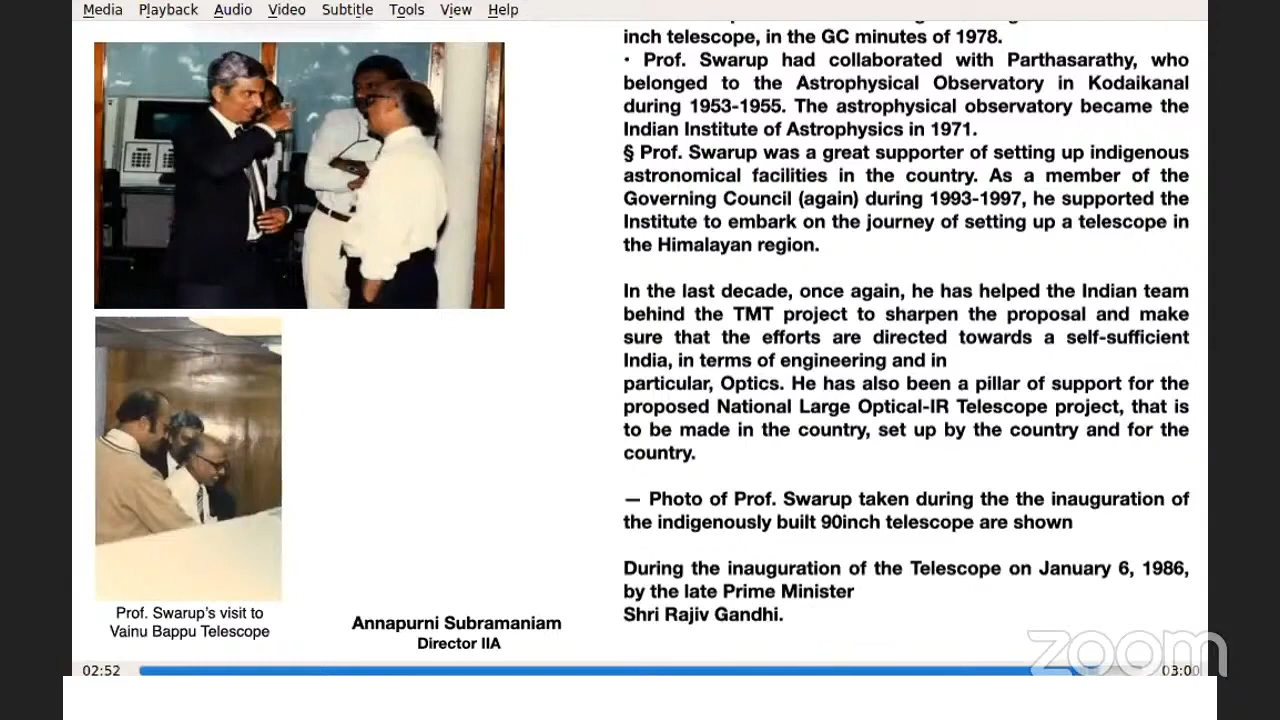 Media Playback Audio Video Subtitle Tools View Help
inch telescope, in the GC minutes of 1978.
· Prof. Swarup had collaborated with Parthasarathy, who
belonged to the Astrophysical Observatory in Kodaikanal
during 1953-1955. The astrophysical observatory became the
Indian Institute of Astrophysics in 1971.
§ Prof. Swarup was a great supporter of setting up indigenous
astronomical facilities in the country. As a member of the
Governing Council (again) during 1993-1997, he supported the
Institute to embark on the journey of setting up a telescope in
the Himalayan region.
In the last decade, once again, he has helped the Indian team
behind the TMT project to sharpen the proposal and make
sure that the efforts are directed towards a self-sufficient
India, in terms of engineering and in
particular, Optics. He has also been a pillar of support for the
proposed National Large Optical-IR Telescope project, that is
to be made in the country, set up by the country and for the
country.
— Photo of Prof. Swarup taken during the the inauguration of
the indigenously built 90inch telescope are shown
During the inauguration of the Telescope on January 6, 1986,
by the late Prime Minister
Shri Rajiv Gandhi.
Prof. Swarup's visit to
Vainu Bappu Telescope
Annapurni Subramaniam
Director IIA
zoom
02:52 03:00